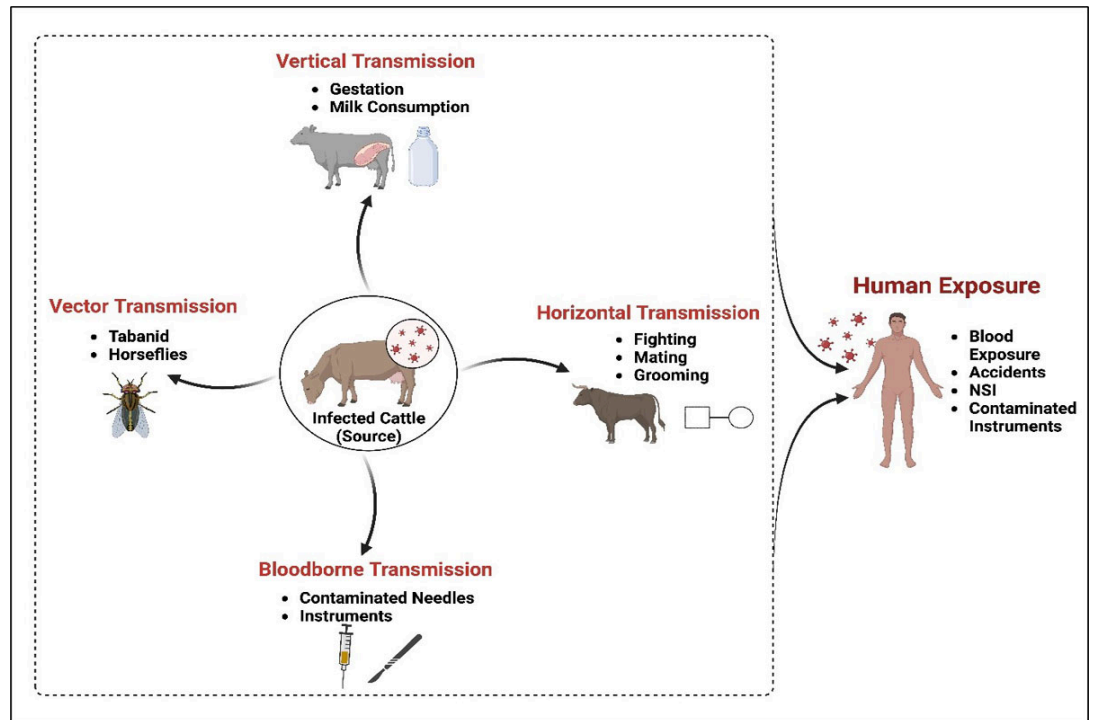 Vertical Transmission
• Gestation
• Milk Consumption
Vector Transmission
• Tabanid
• Horseflies
Infected Cattle
(Source)
Horizontal Transmission
• Fighting
• Mating
• Grooming
Human Exposure
• Blood
Exposure
• Accidents
• NSI
• Contaminated
Instruments
Bloodborne Transmission
• Contaminated Needles
• Instruments